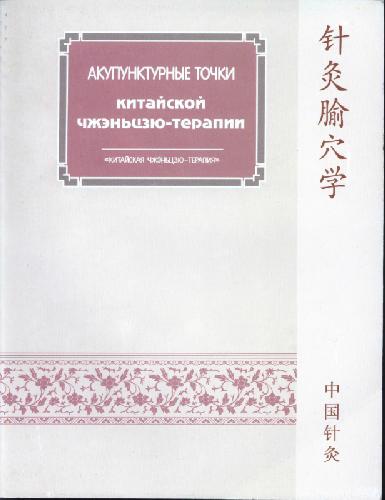 АКУПУНКТУРНЫЕ ТОЧКИ
КИТАЙСКОЙ
ЧЖЭНЬЦЗЮ-ТЕРАПИИ
«КИТАЙСКАЯ ЧЖЭНЬЦЗЮ-ТЕРАПИЯ»
针灸腧穴学
中国针灸